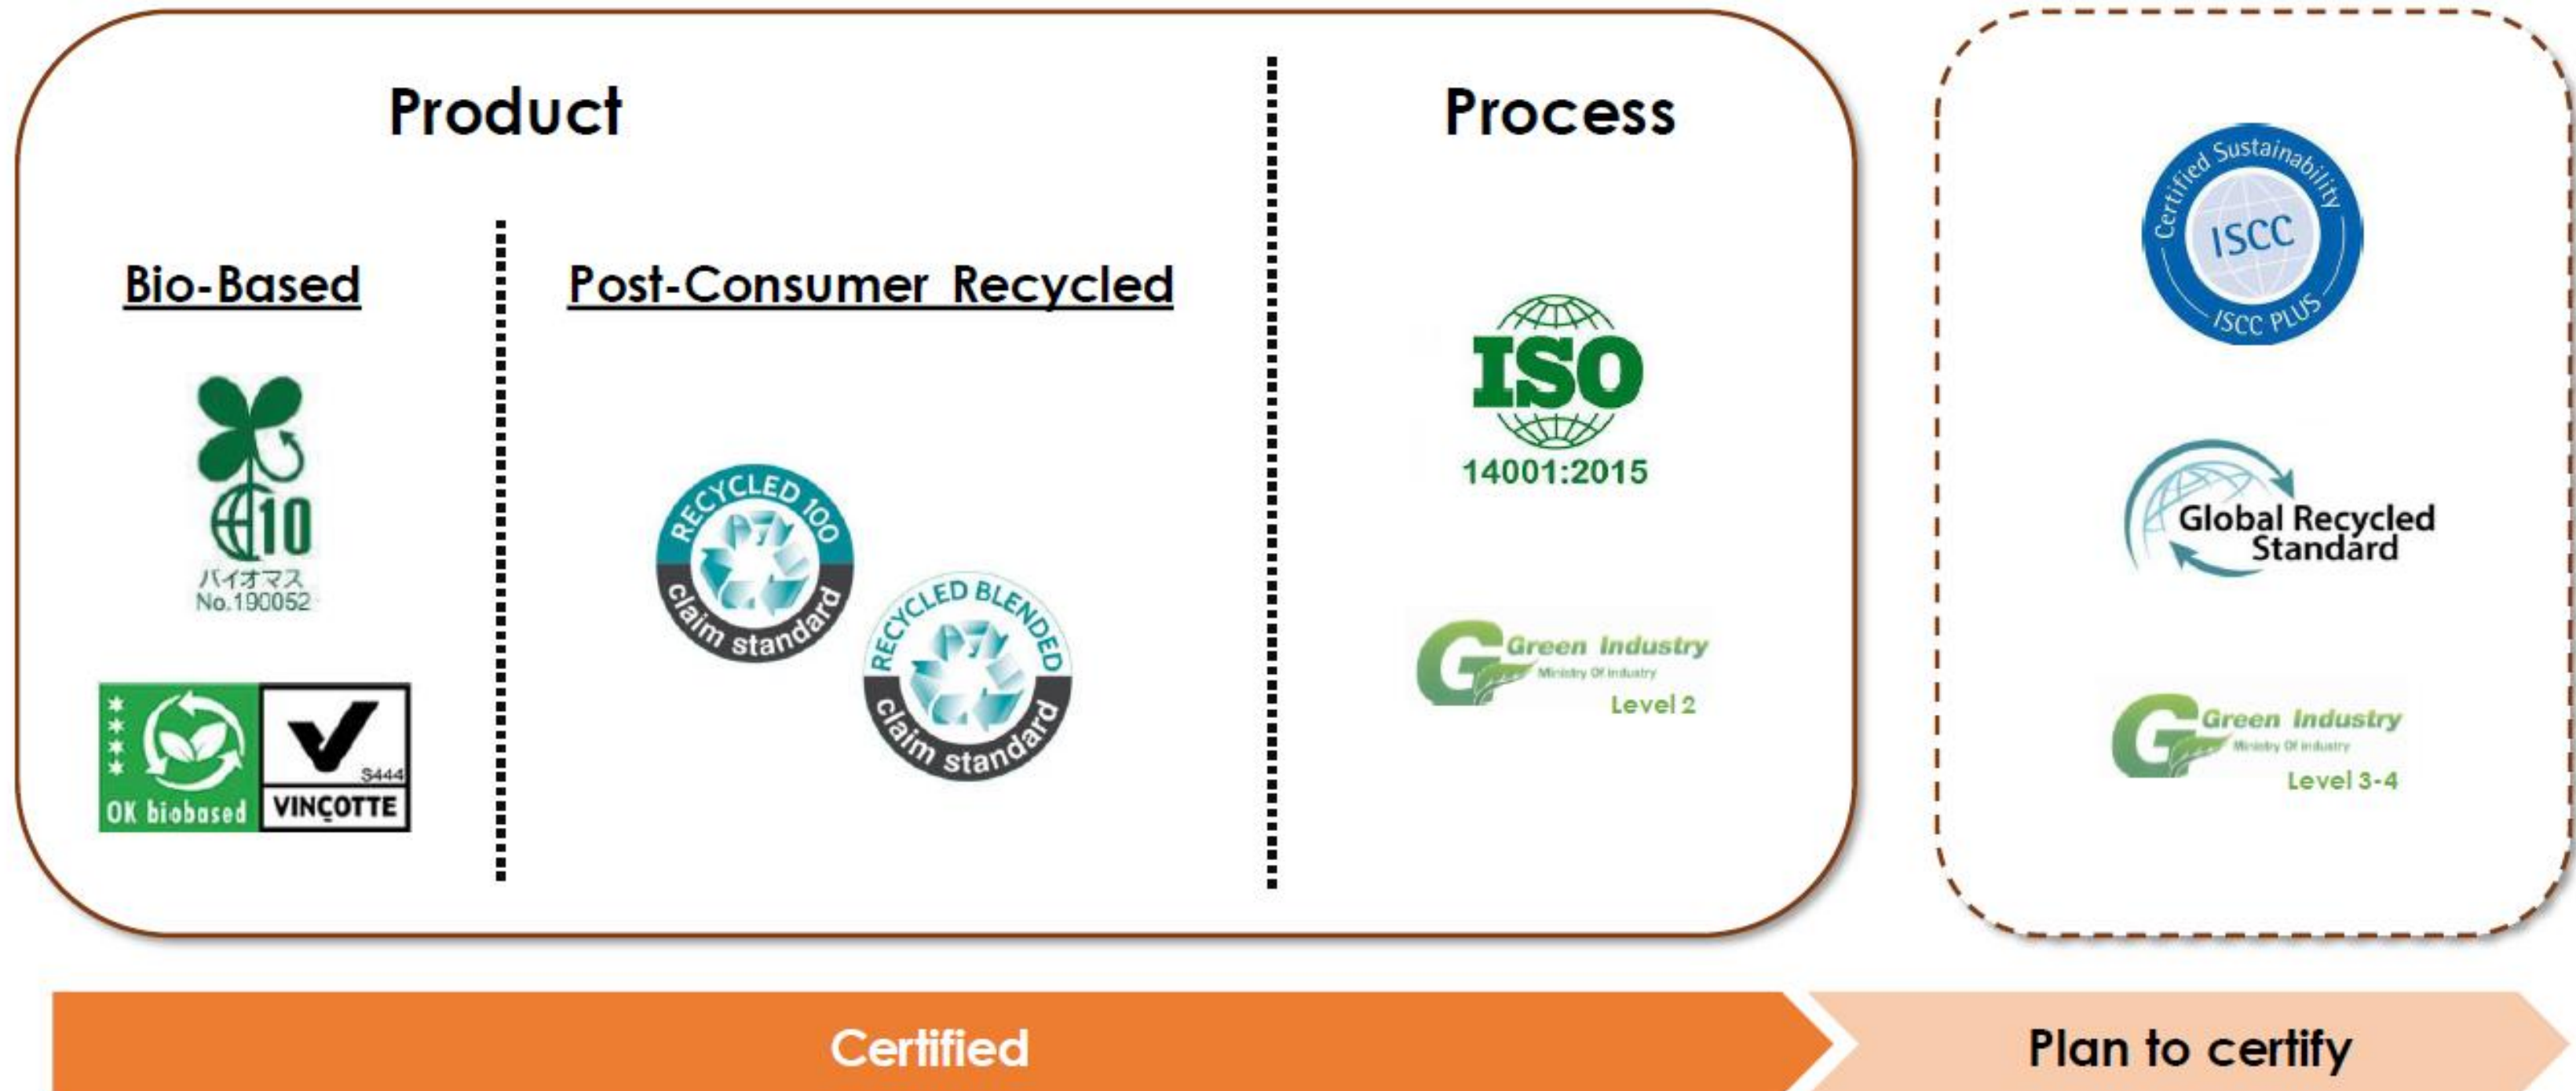 Product
Process
Bio-Based
Post-Consumer Recycled
10
バイオマス
No.190052
OK biobased
S444
VINÇOTTE
RECYCLED 100
claim standard
RECYCLED BLENDED
claim standard
ISO
14001:2015
Green Industry
Ministry Of Industry
Level 2
Certified Sustainability
ISCC
ISCC PLUS
Global Recycled
Standard
Green Industry
Ministry Of Industry
Level 3-4
Certified
Plan to certify